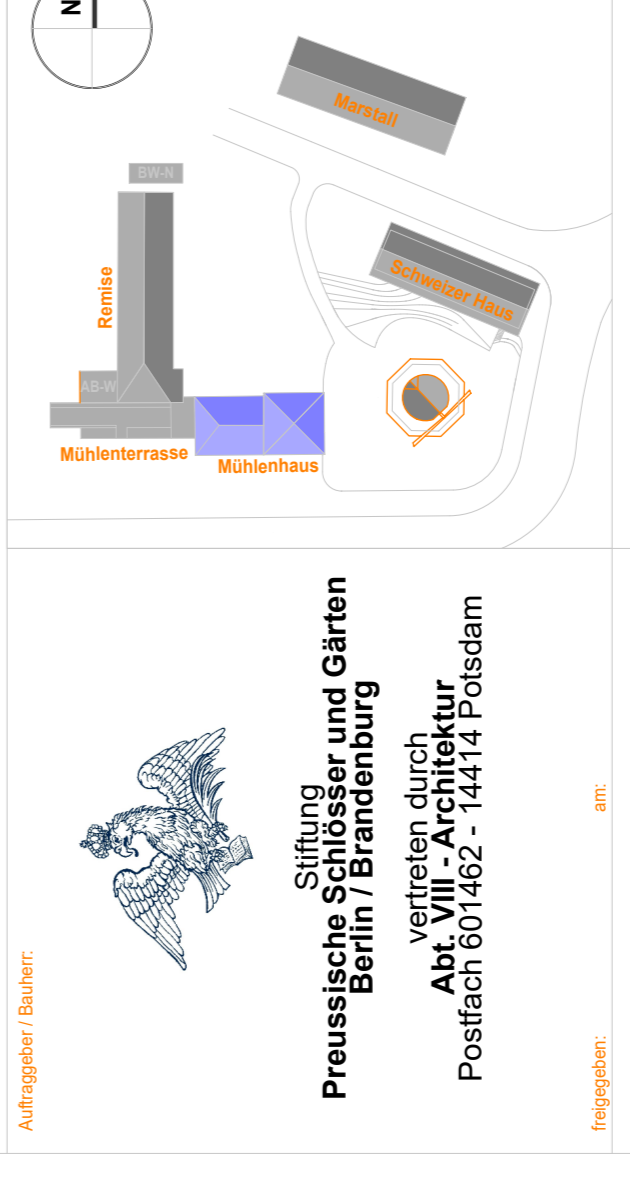 N
Marstall
BW-N
Remise
Schweizer Haus
AB-W
Mühlenterrasse
Mühlenhaus
Auftraggeber / Bauherr:
Stiftung
Preussische Schlösser und Gärten
Berlin / Brandenburg
vertreten durch
Abt. VIII - Architektur
Postfach 601462 - 14414 Potsdam
freigegeben:
am: